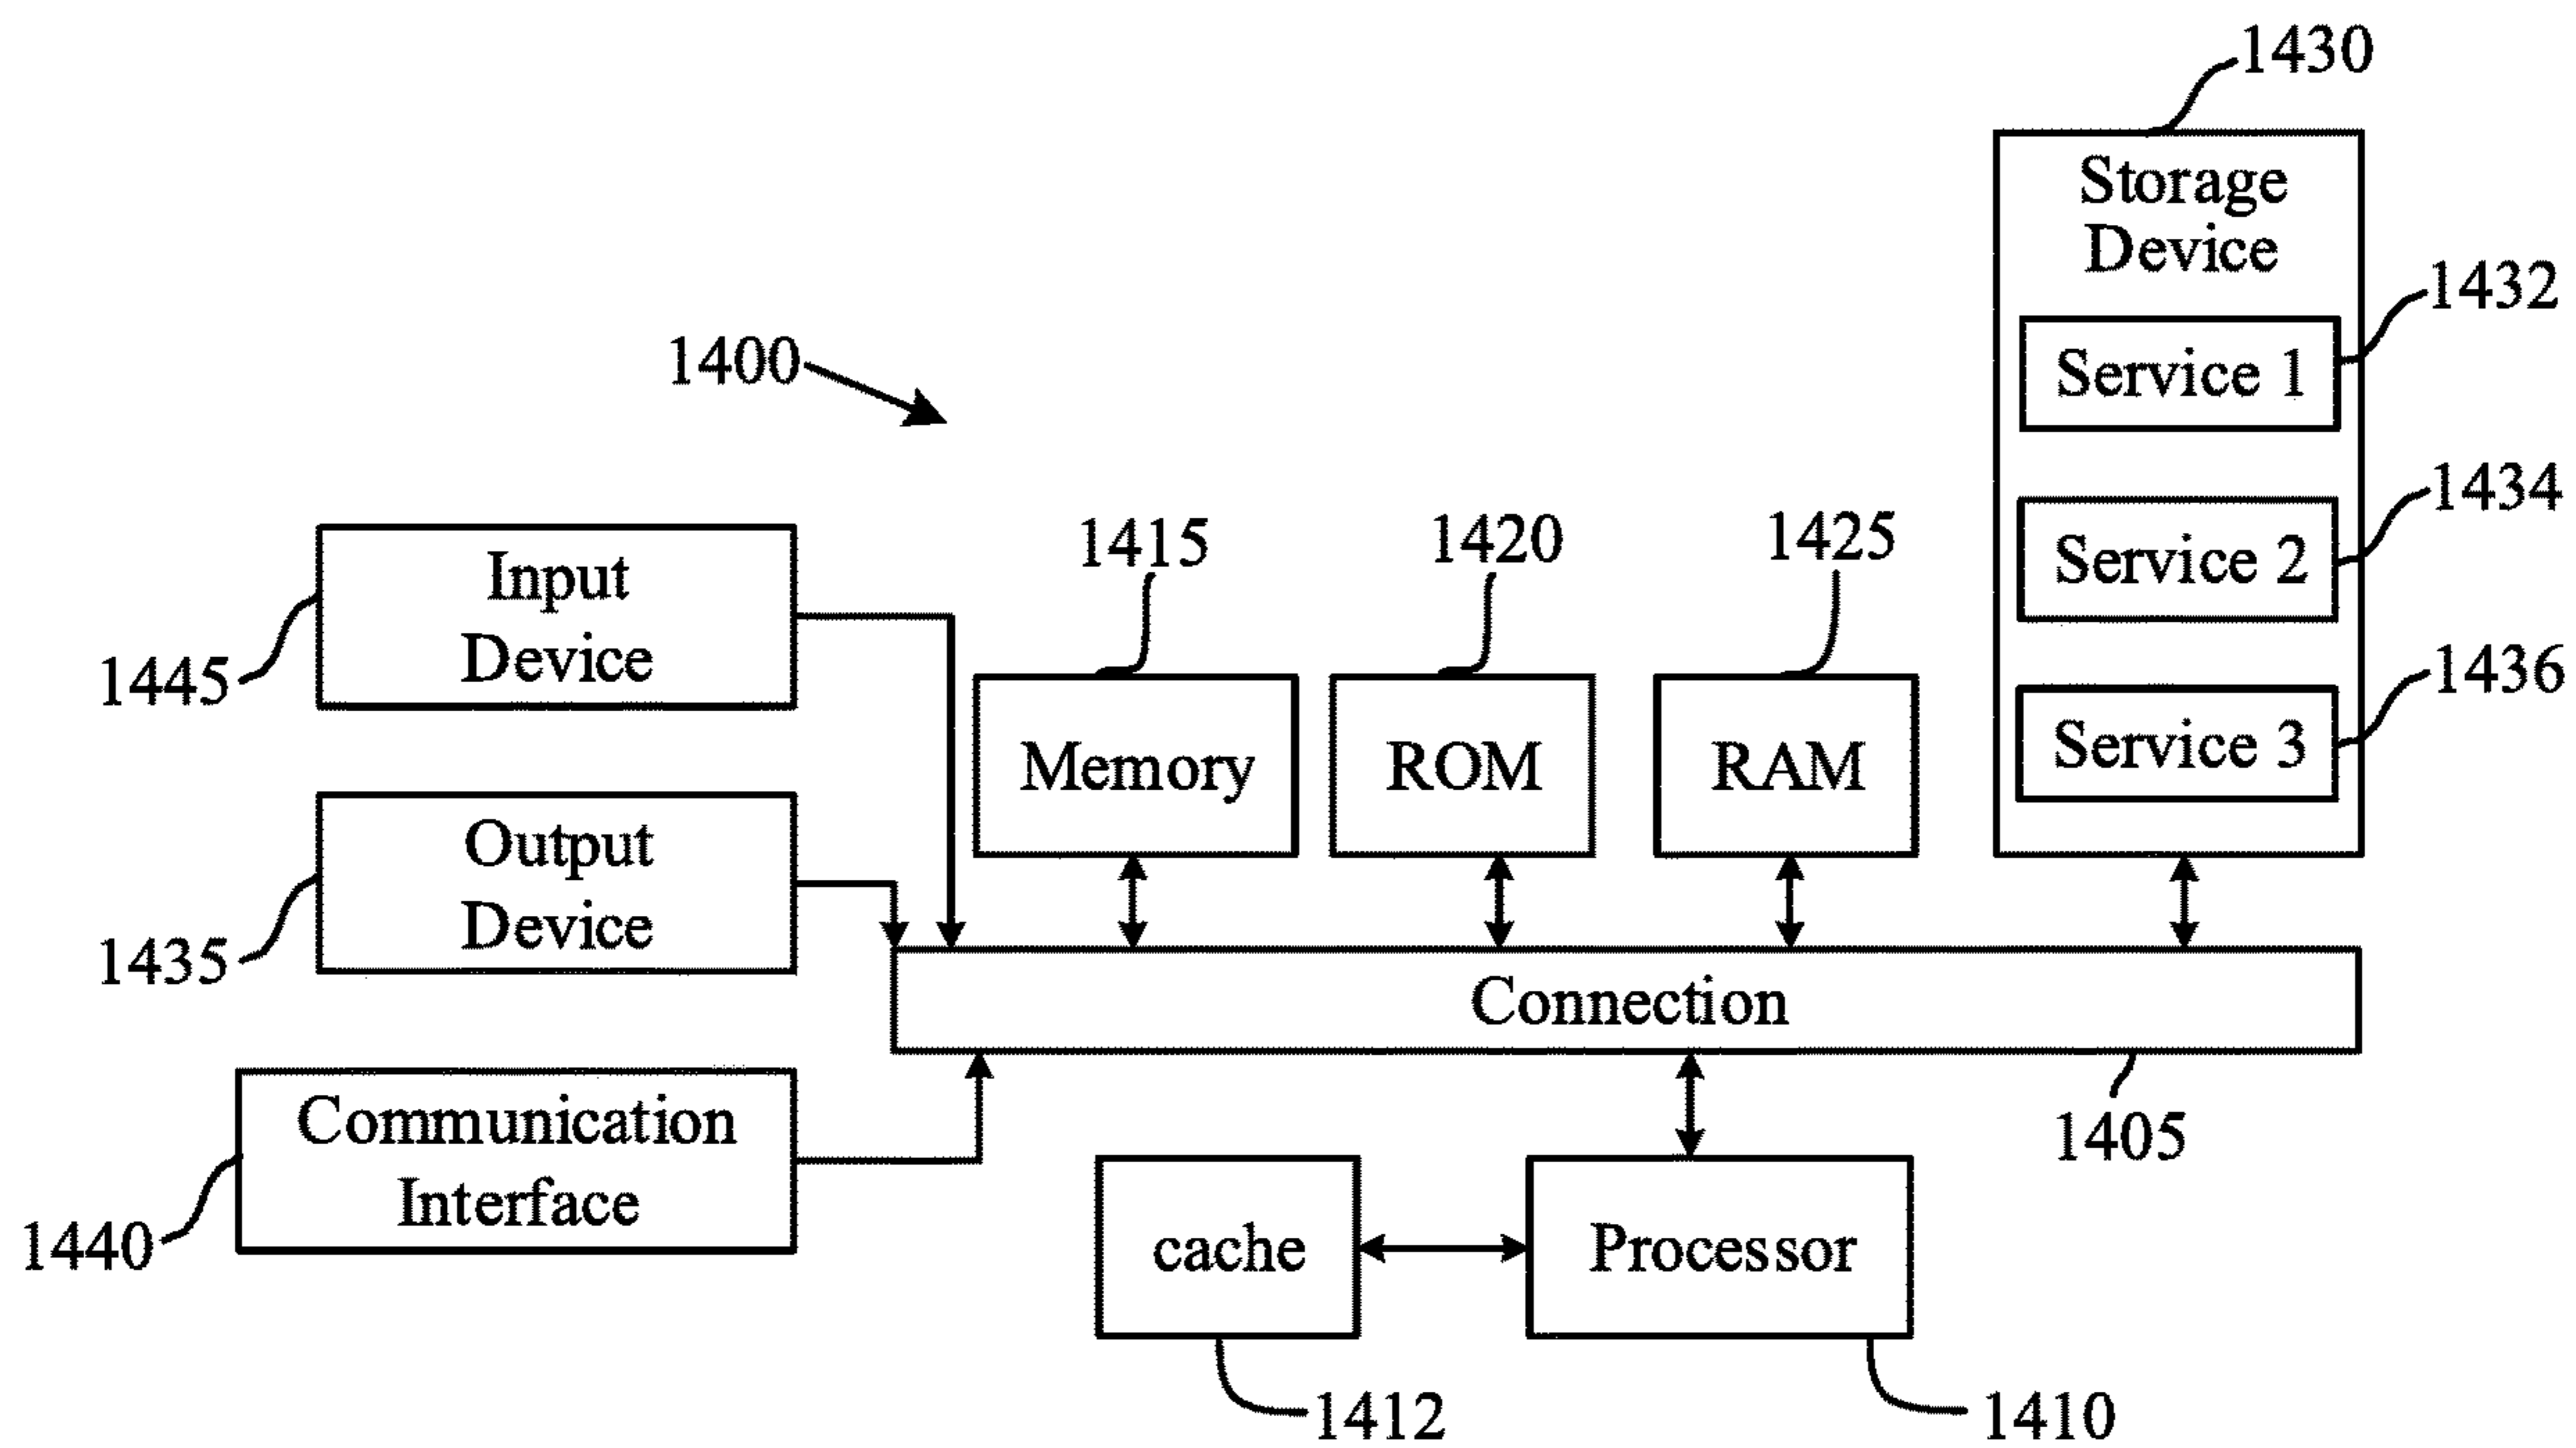 1430
Storage
Device
1432
Service 1
1400
1434
Service 2
1415
1420
1425
Input
Device
1445
1436
Service 3
Memory
ROM
RAM
Output
Device
1435
Connection
1405
Communication
Interface
1440
cache
Processor
1412
1410